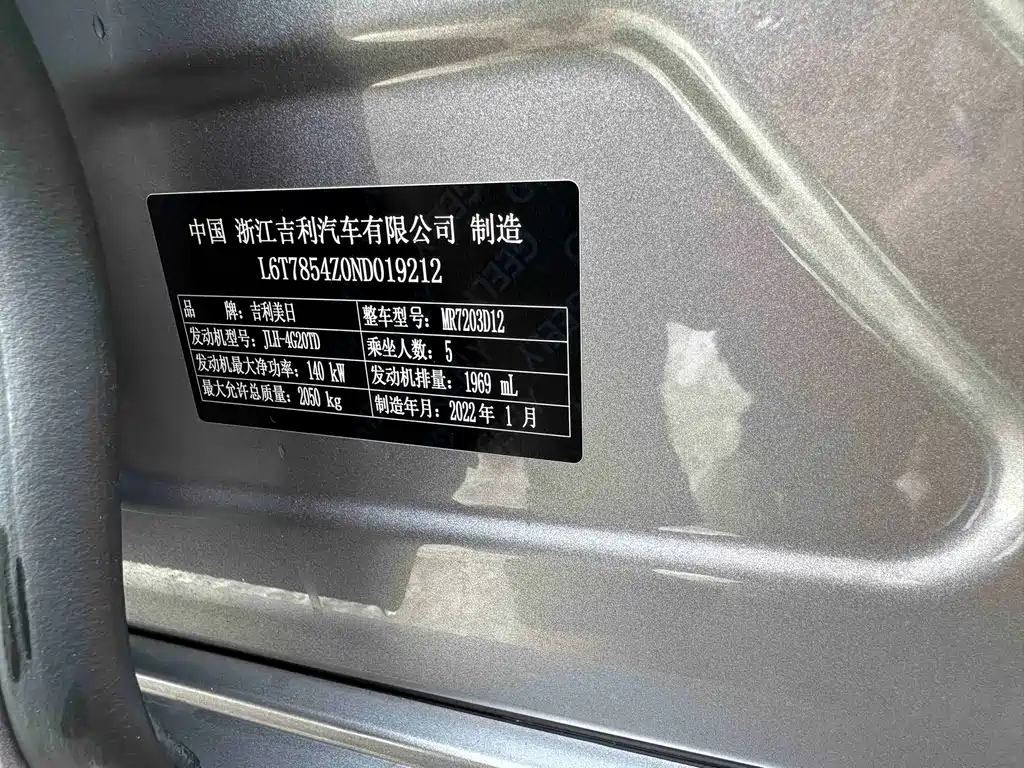 中国 浙江吉利汽车有限公司 制造
L6T7854Z0ND019212
品 牌：吉利美日 整车型号：MR7203D12
发动机型号：JLH-4G20TD 乘坐人数：5
发动机最大净功率：140 kW 发动机排量：1969 mL
最大允许总质量：2050 kg 制造年月：2022年 1 月